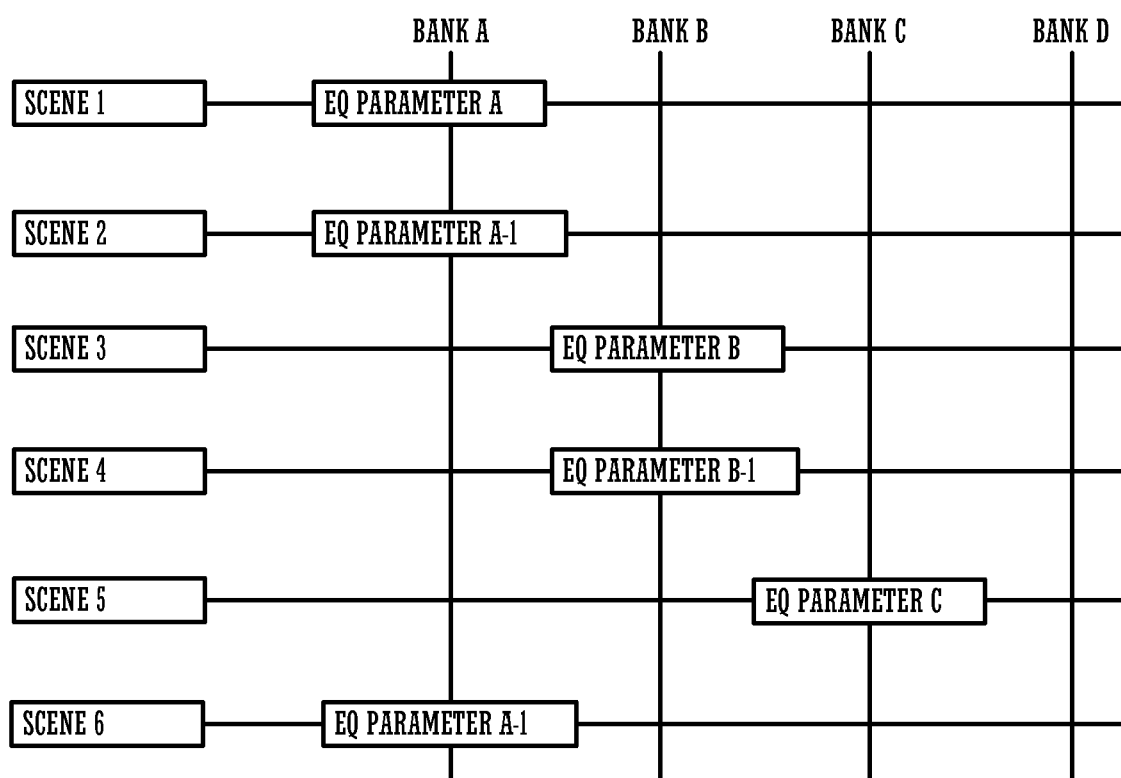 BANK A BANK B BANK C BANK D
SCENE 1 EQ PARAMETER A
SCENE 2 EQ PARAMETER A-1
SCENE 3 EQ PARAMETER B
SCENE 4 EQ PARAMETER B-1
SCENE 5 EQ PARAMETER C
SCENE 6 EQ PARAMETER A-1